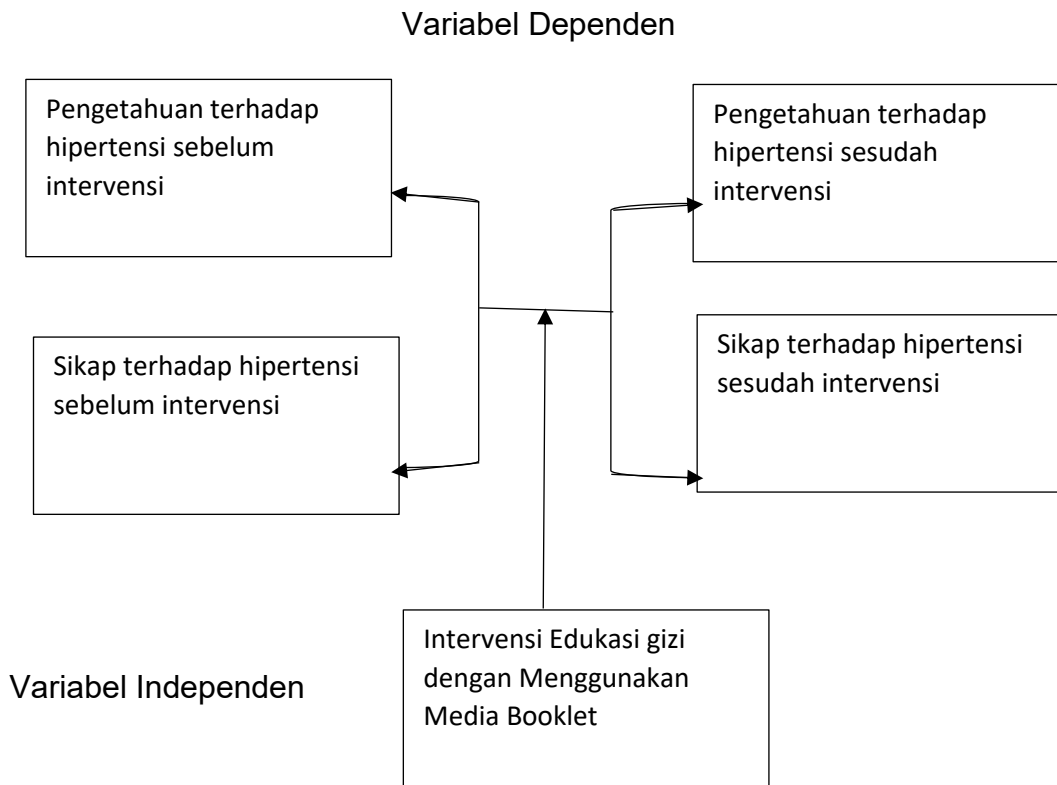 Variabel Dependen
Pengetahuan terhadap
hipertensi sebelum
intervensi
Pengetahuan terhadap
hipertensi sesudah
intervensi
Sikap terhadap hipertensi
sebelum intervensi
Sikap terhadap hipertensi
sesudah intervensi
Variabel Independen
Intervensi Edukasi gizi
dengan Menggunakan
Media Booklet